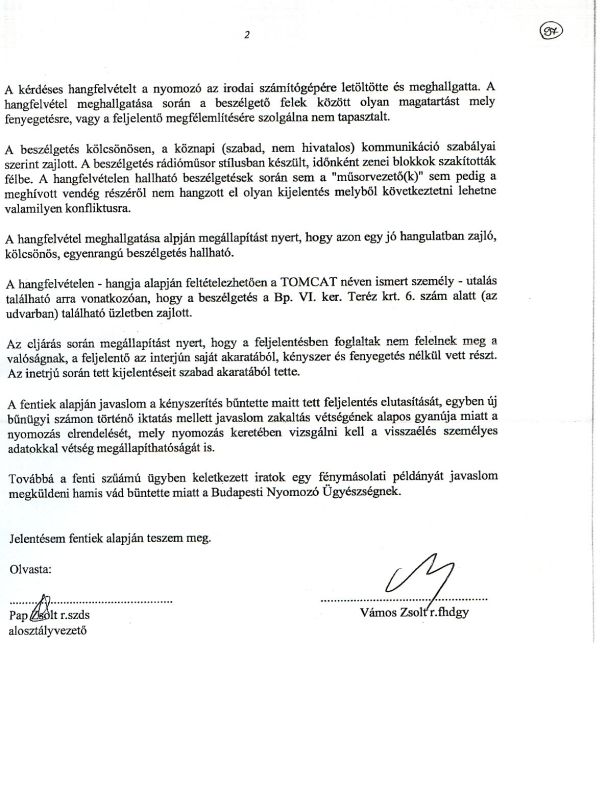 2
97
A kérdéses hangfelvételt a nyomozó az irodai számítógépére letöltötte és meghallgatta. A
hangfelvétel meghallgatása során a beszélgető felek között olyan magatartást mely
fenyegetésre, vagy a feljelentő megfélemlítésére szolgálna nem tapasztalt.
A beszélgetés kölcsönösen, a köznapi (szabad, nem hivatalos) kommunikáció szabályai
szerint zajlott. A beszélgetés rádióműsor stílusban készült, időnként zenei blokkok szakították
félbe. A hangfelvételen hallható beszélgetések során sem a "műsorvezető(k)" sem pedig a
meghívott vendég részéről nem hangzott el olyan kijelentés melyből következtetni lehetne
valamilyen konfliktusra.
A hangfelvétel meghallgatása alpján megállapítást nyert, hogy azon egy jó hangulatban zajló,
kölcsönös, egyenrangú beszélgetés hallható.
A hangfelvételen - hangja alapján feltételezhetően a TOMCAT néven ismert személy - utalás
található arra vonatkozóan, hogy a beszélgetés a Bp. VI. ker. Teréz krt. 6. szám alatt (az
udvarban) található üzletben zajlott.
Az eljárás során megállapítást nyert, hogy a feljelentésben foglaltak nem felelnek meg a
valóságnak, a feljelentő az interjún saját akaratából, kényszer és fenyegetés nélkül vett részt.
Az inetrjú során tett kijelentéseit szabad akaratából tette.
A fentiek alapján javaslom a kényszerítés bűntette maitt tett feljelentés elutasítását, egyben új
bűnügyi számon történő iktatás mellett javaslom zakaltás vétségének alapos gyanúja miatt a
nyomozás elrendelését, mely nyomozás keretében vizsgálni kell a visszaélés személyes
adatokkal vétség megállapíthatóságát is.
Továbbá a fenti szűámú ügyben keletkezett iratok egy fénymásolati példányát javaslom
megküldeni hamis vád bűntette miatt a Budapesti Nyomozó Ügyészségnek.
Jelentésem fentiek alapján teszem meg.
Olvasta:
Pap Zsolt r.szds
alosztályvezető
Vámos Zsolt r.fhdgy